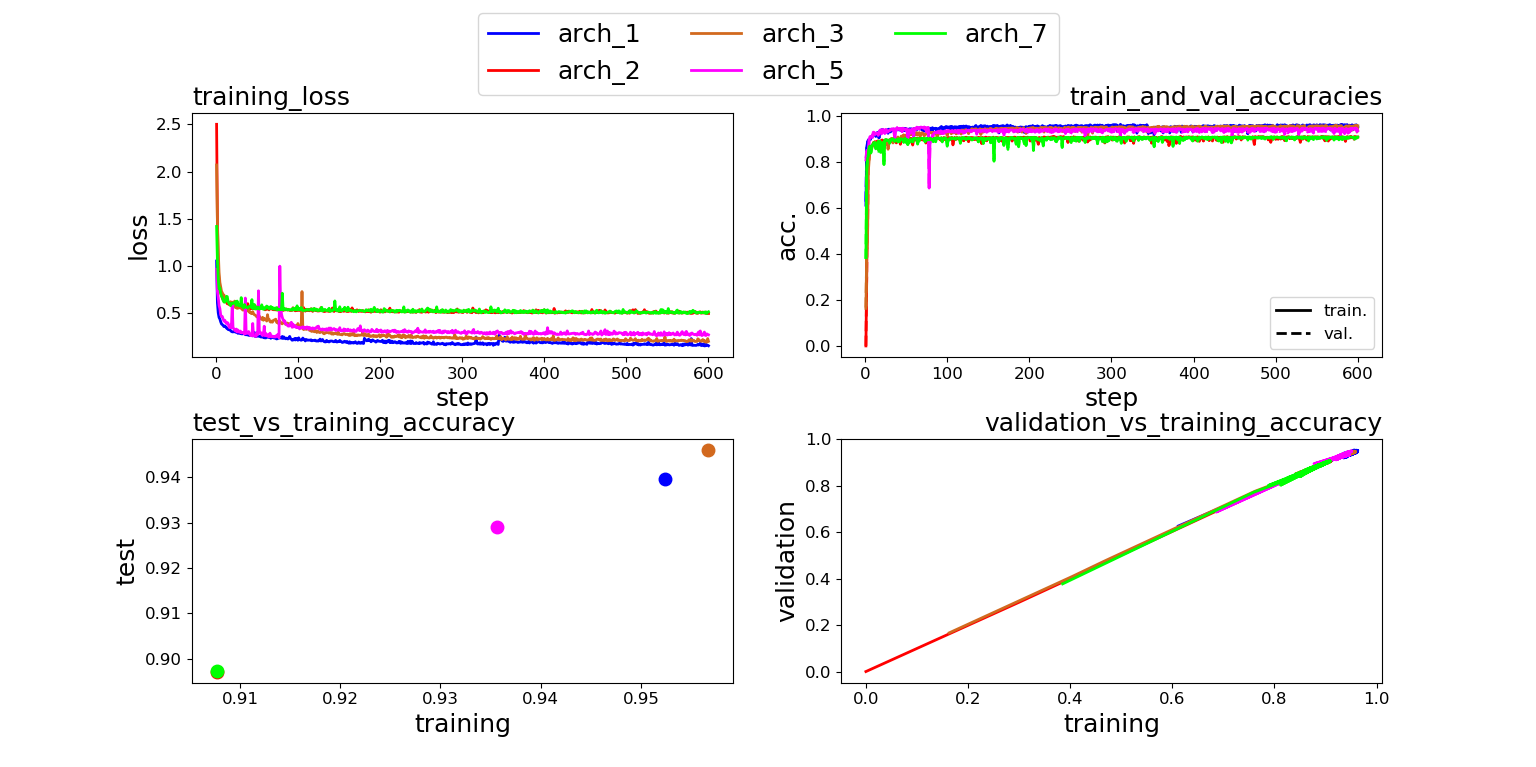 arch_1 arch_3 arch_7
arch_2 arch_5
training_loss
2.5
2.0
1.5
1.0
0.5
loss
0 100 200 300 400 500 600
step
train_and_val_accuracies
1.0
0.8
0.6
0.4
0.2
0.0
acc.
train.
val.
0 100 200 300 400 500 600
step
test_vs_training_accuracy
0.94
0.93
0.92
0.91
0.90
test
0.91 0.92 0.93 0.94 0.95
training
validation_vs_training_accuracy
1.0
0.8
0.6
0.4
0.2
0.0
validation
0.0 0.2 0.4 0.6 0.8 1.0
training